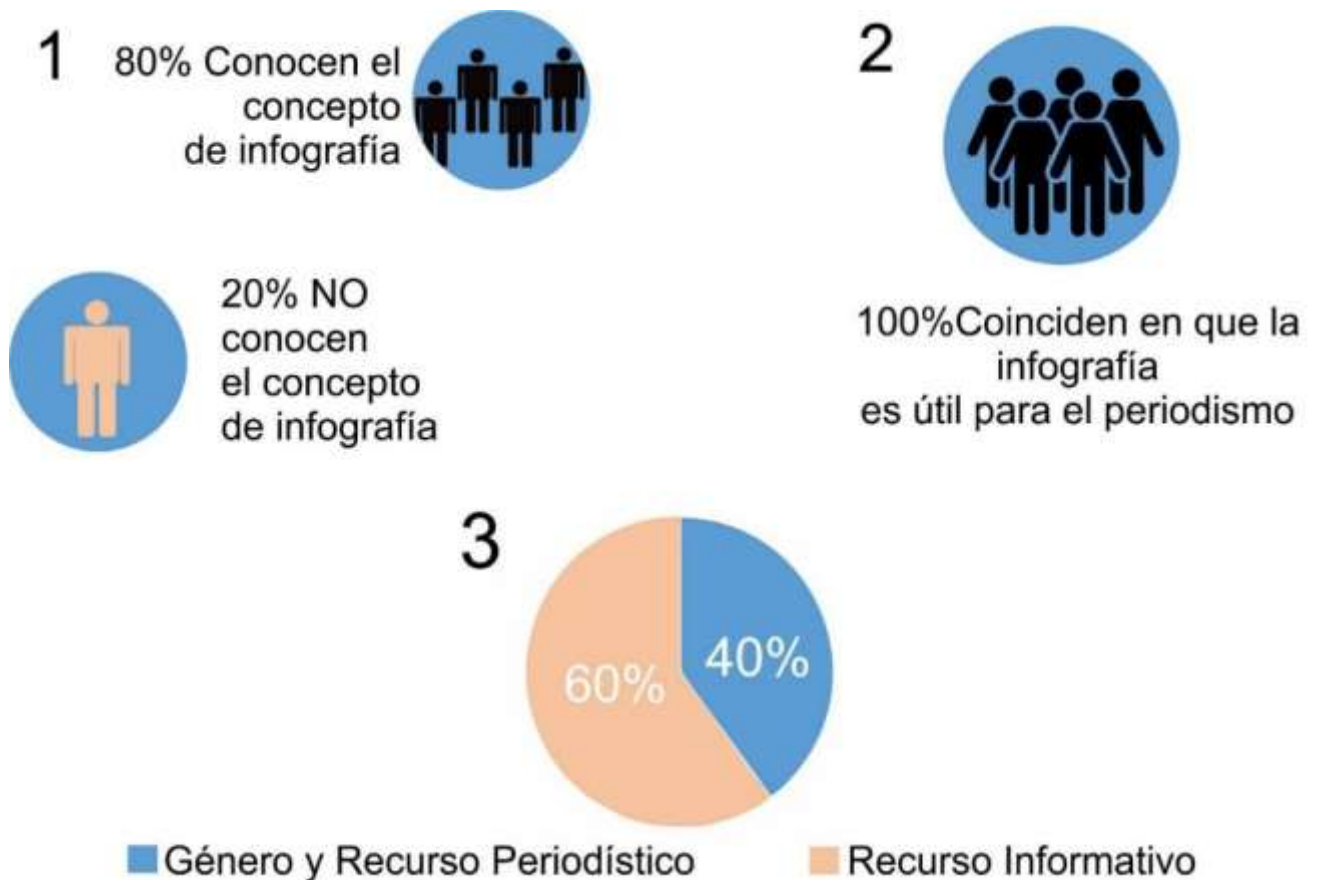 1
80% Conocen el
concepto
de infografía
20% NO
conocen
el concepto
de infografía
2
100%Coinciden en que la
infografía
es útil para el periodismo
3
60%
40%
Género y Recurso Periodístico
Recurso Informativo